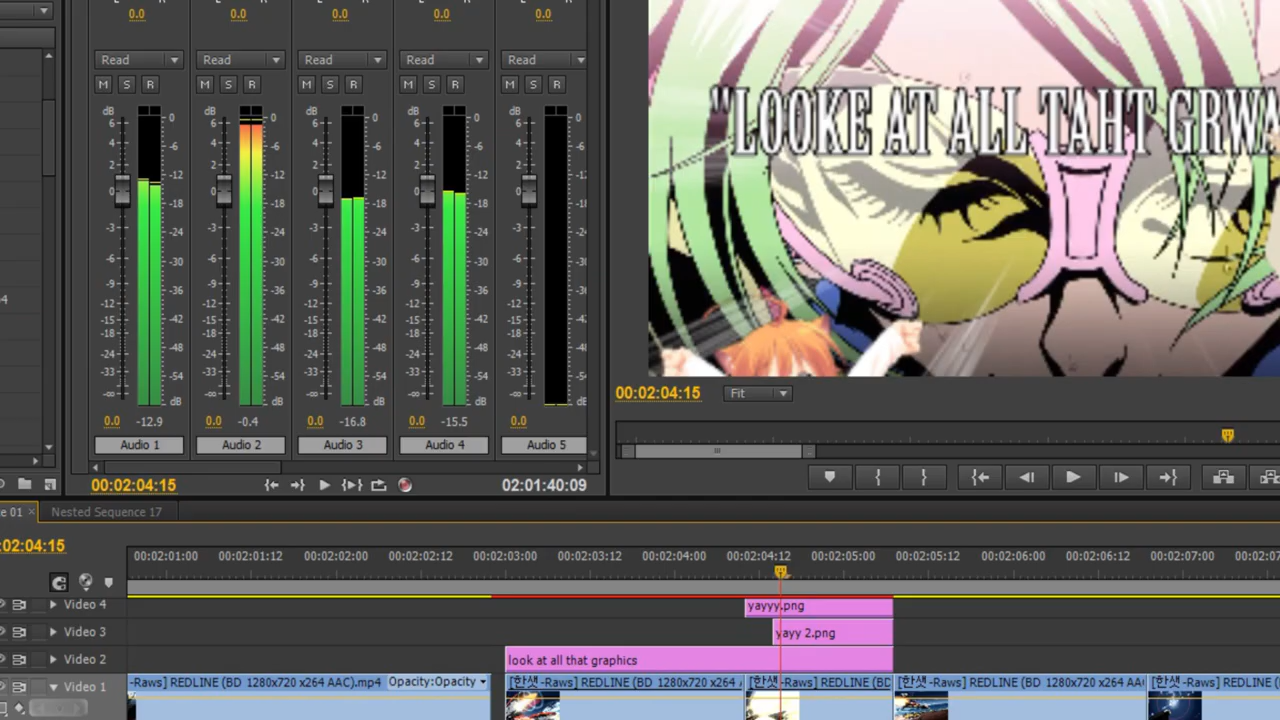 0.0 0.0 0.0 0.0 0.0
Read Read Read Read Read
M S R M S R M S R M S R M S R
dB dB dB dB dB
6 4 2 0 -3 -6 -9 -12 -15 -18 -24 -33 -∞
0 -6 -12 -18 -24 -30 -36 -42 -48 -54 dB
6 4 2 0 -3 -6 -9 -12 -15 -18 -24 -33 -∞
0 -6 -12 -18 -24 -30 -36 -42 -48 -54 dB
6 4 2 0 -3 -6 -9 -12 -15 -18 -24 -33 -∞
0 -6 -12 -18 -24 -30 -36 -42 -48 -54 dB
6 4 2 0 -3 -6 -9 -12 -15 -18 -24 -33 -∞
0 -6 -12 -18 -24 -30 -36 -42 -48 -54 dB
6 4 2 0 -3 -6 -9 -12 -15 -18 -24 -33 -∞
0 -6 -12 -18 -24 -30 -36 -42 -48 -54 dB
0.0 -12.9 0.0 -0.4 0.0 -16.8 0.0 -15.5 0.0
Audio 1 Audio 2 Audio 3 Audio 4 Audio 5
00:02:04:15 02:01:40:09
"LOOKE AT ALL TAHT GRWA
00:02:04:15 Fit
01 × Nested Sequence 17
02:04:15
00:02:01:00 00:02:01:12 00:02:02:00 00:02:02:12 00:02:03:00 00:02:03:12 00:02:04:00 00:02:04:12 00:02:05:00 00:02:05:12 00:02:06:00 00:02:06:12 00:02:07:00
Video 4 yayyy.png
Video 3 yayy 2.png
Video 2 look at all that graphics
Video 1 -Raws] REDLINE (BD 1280x720 x264 AAC).mp4 Opacity:Opacity [한샛-Raws] REDLINE (BD 1280x720 x264 [한샛-Raws] REDLINE (BD [한샛-Raws] REDLINE (BD 1280x720 x264 AA [한샛-Raws] REDLINE (B